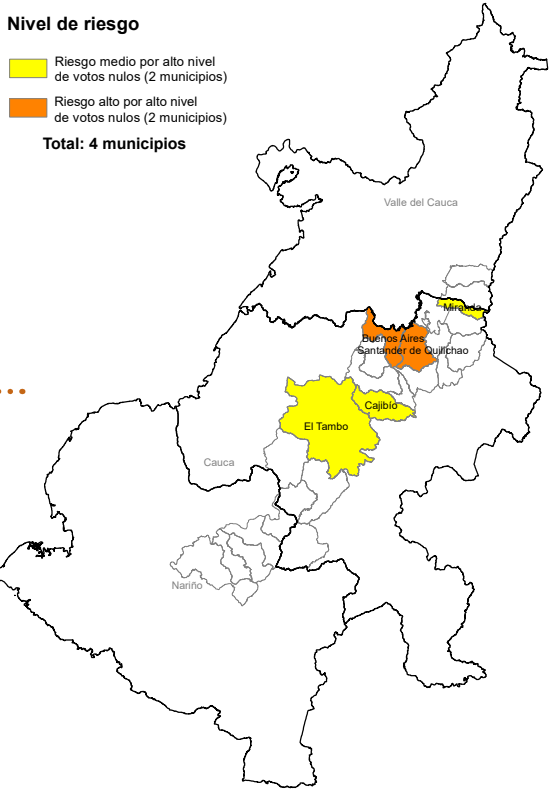 Nivel de riesgo
Riesgo medio por alto nivel
de votos nulos (2 municipios)
Riesgo alto por alto nivel
de votos nulos (2 municipios)
Total: 4 municipios
Valle del Cauca
Miranda
Buenos Aires
Santander de Quilichao
Cajibío
El Tambo
Cauca
Nariño